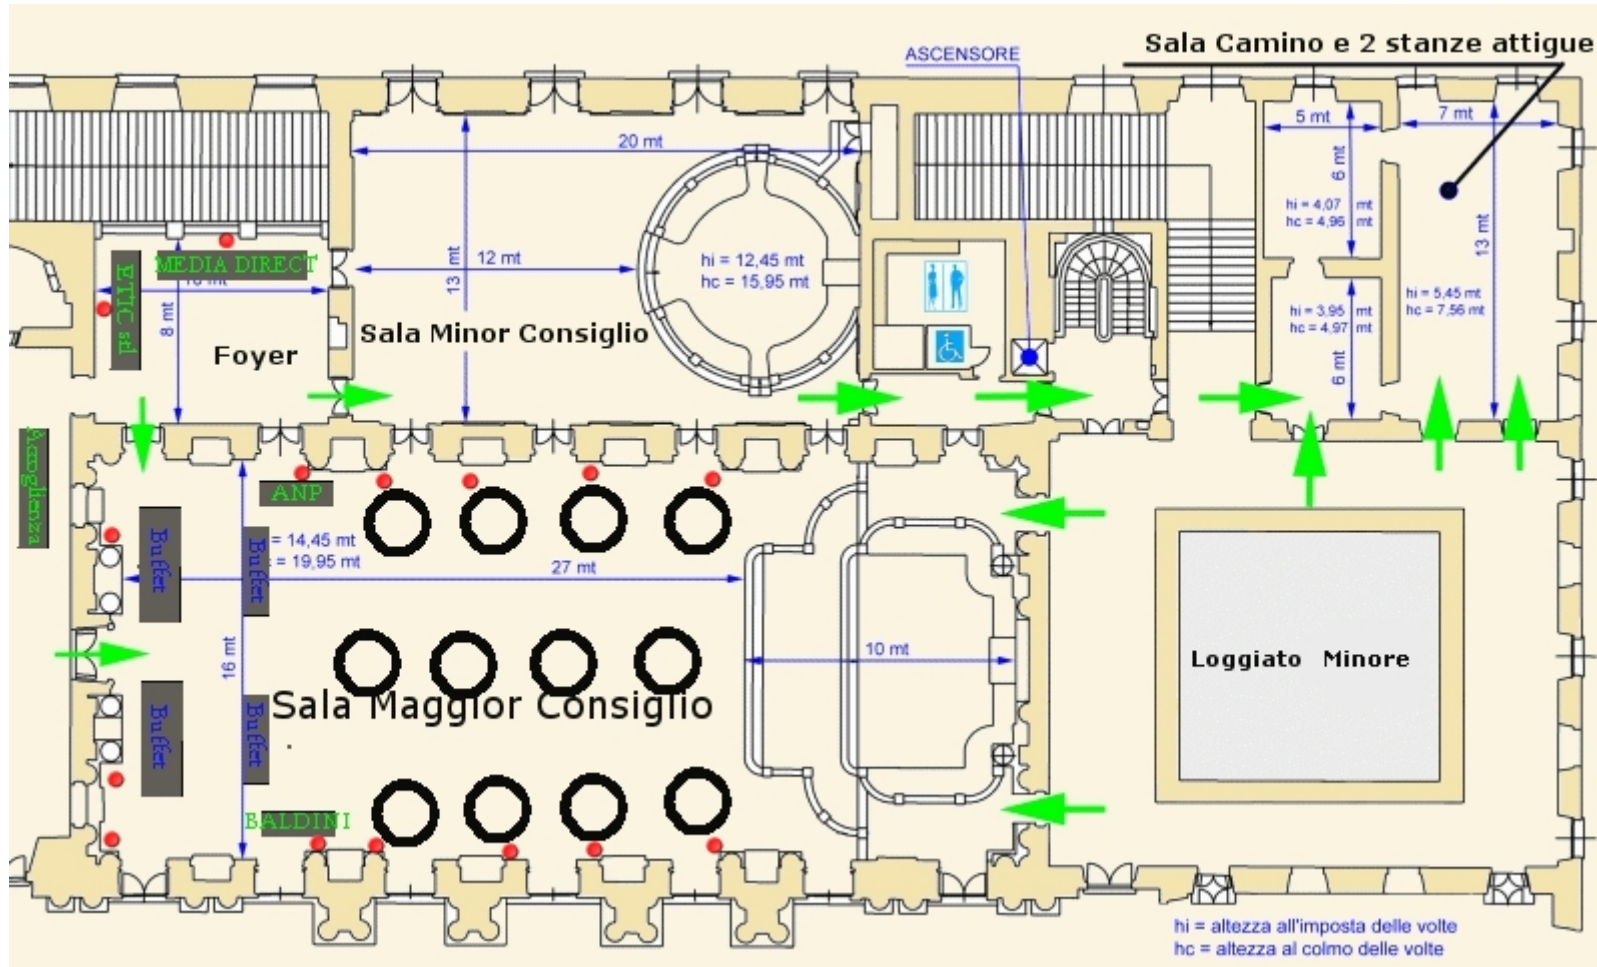 Sala Camino e 2 stanze attigue
ASCENSORE
5 mt
7 mt
20 mt
6 mt
hi = 4,07 mt
hc = 4,96 mt
13 mt
MEDIA DIRECT
ETIC srl
8 mt
12 mt
13 mt
hi = 12,45 mt
hc = 15,95 mt
hi = 5,45 mt
hc = 7,56 mt
hi = 3,95 mt
hc = 4,97 mt
6 mt
Sala Minor Consiglio
Foyer
Accoglienza
ANP
Buffet
Buffet
= 14,45 mt
= 19,95 mt
27 mt
16 mt
10 mt
Loggiato Minore
Sala Maggior Consiglio
Buffet
Buffet
BALDINI
hi = altezza all'imposta delle volte
hc = altezza al colmo delle volte